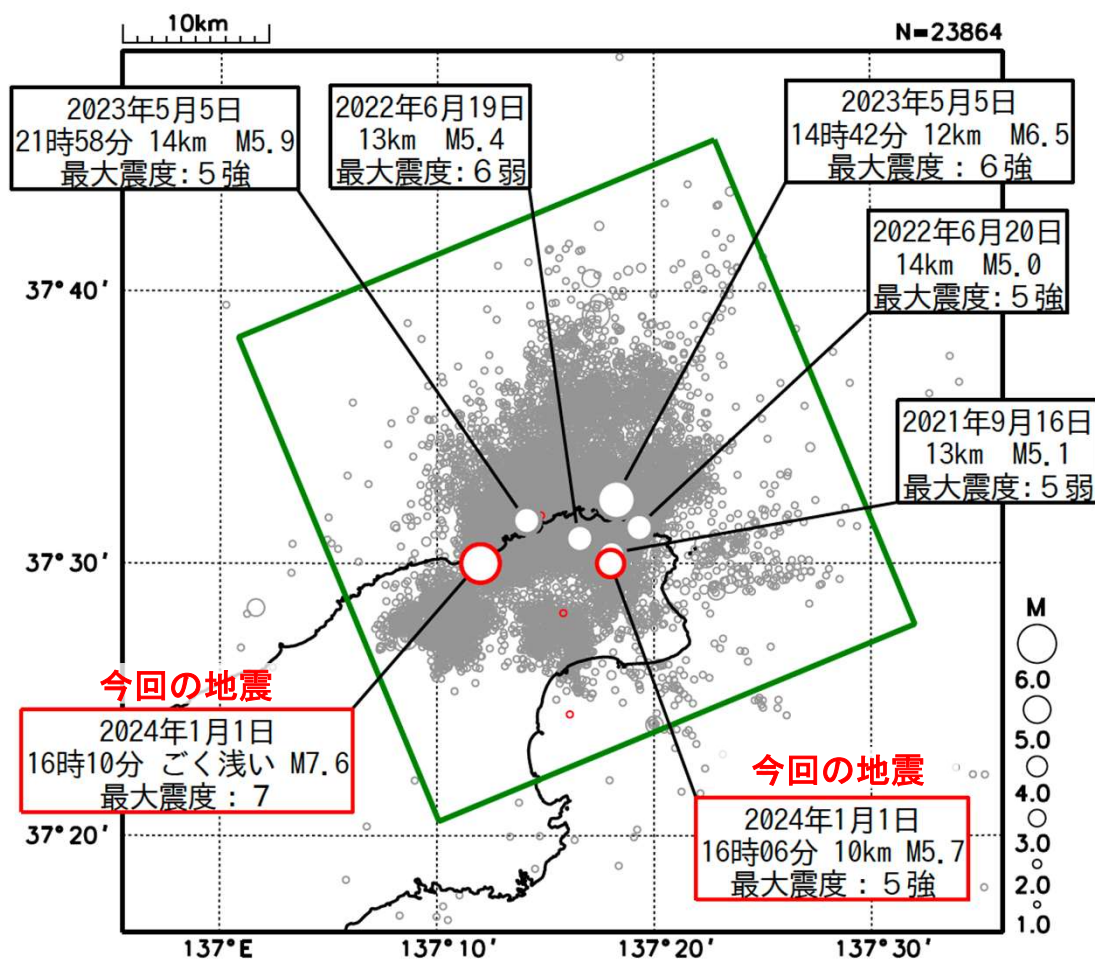 10km
N=23864
2023年5月5日
21時58分 14km M5.9
最大震度:5強
2022年6月19日
13km M5.4
最大震度:6弱
2023年5月5日
14時42分 12km M6.5
最大震度:6強
2022年6月20日
14km M5.0
最大震度:5強
2021年9月16日
13km M5.1
最大震度:5弱
37°40′
37°30′
37°20′
今回の地震
2024年1月1日
16時10分 ごく浅い M7.6
最大震度:7
今回の地震
2024年1月1日
16時06分 10km M5.7
最大震度:5強
M
6.0
5.0
4.0
3.0
2.0
1.0
137°E
137°10′
137°20′
137°30′